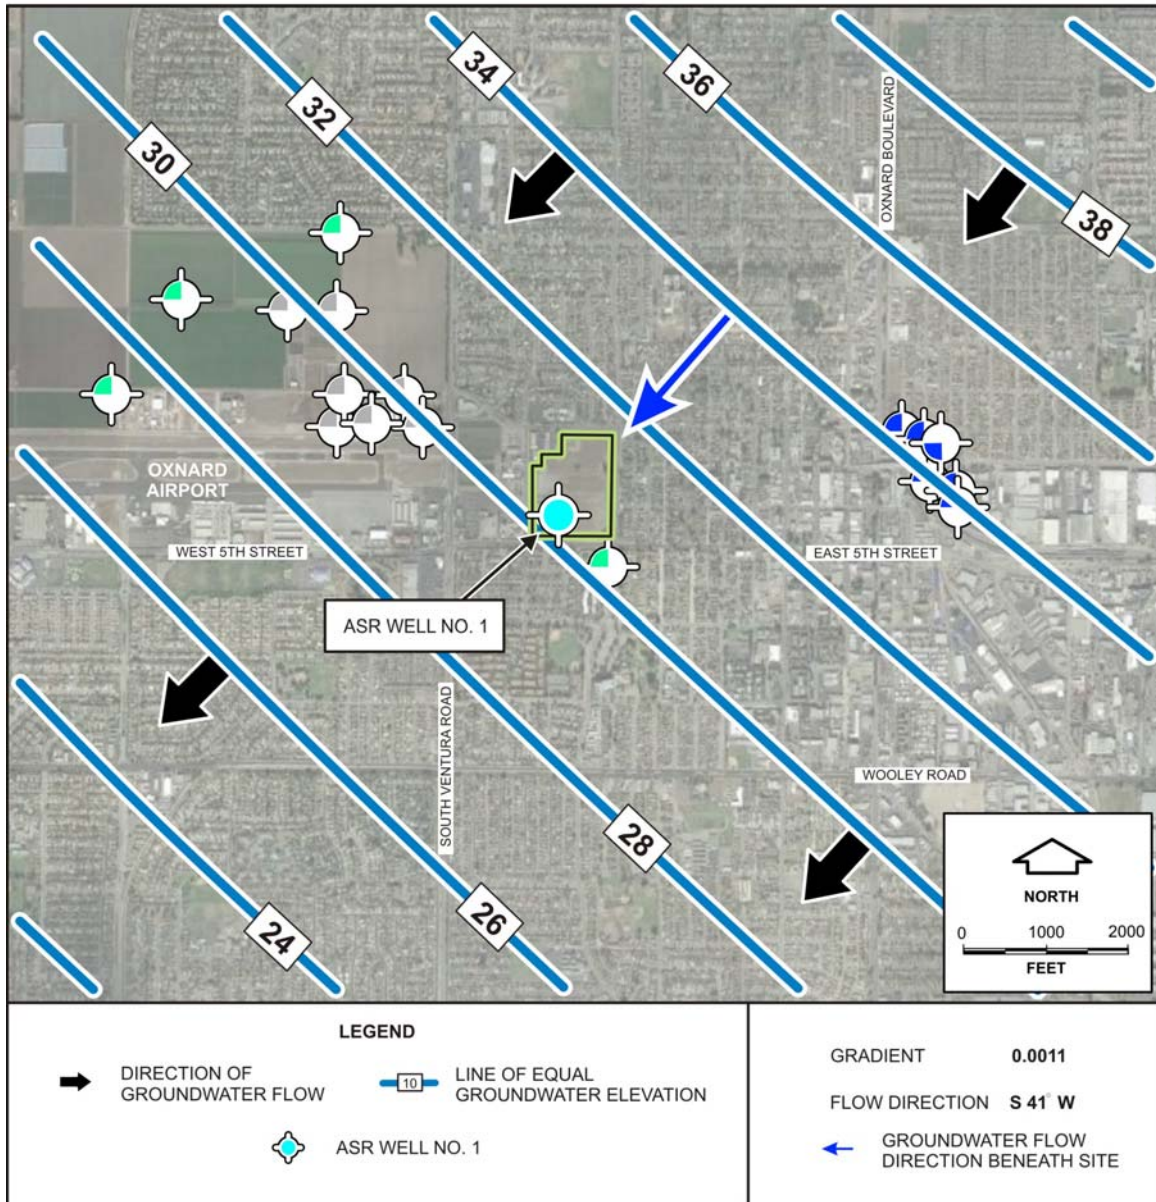 34
36
32
30
OXNARD BOULEVARD
38
OXNARD
AIRPORT
WEST 5TH STREET
EAST 5TH STREET
ASR WELL NO. 1
SOUTH VENTURA ROAD
WOOLEY ROAD
28
26
24
NORTH
0 1000 2000
FEET
LEGEND
DIRECTION OF
GROUNDWATER FLOW
10
LINE OF EQUAL
GROUNDWATER ELEVATION
ASR WELL NO. 1
GRADIENT 0.0011
FLOW DIRECTION S 41° W
GROUNDWATER FLOW
DIRECTION BENEATH SITE